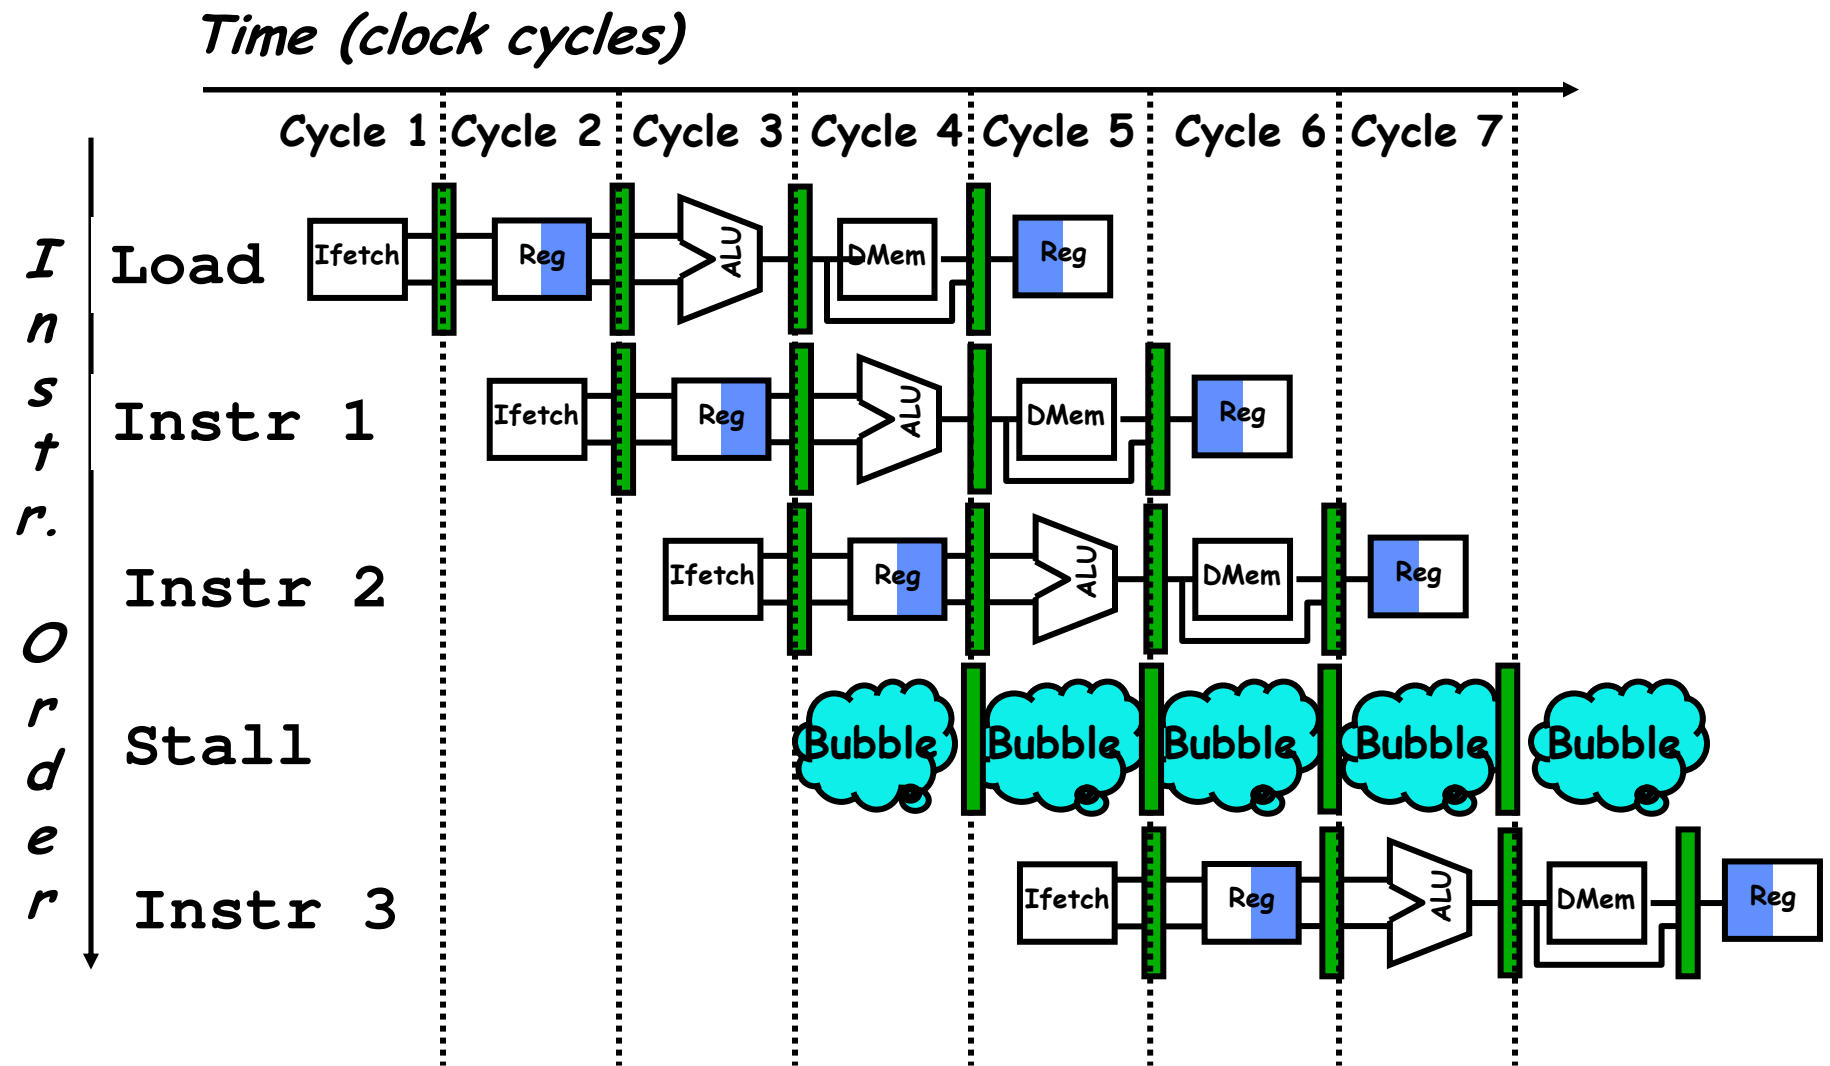 Time (clock cycles)
Cycle 1 Cycle 2 Cycle 3 Cycle 4 Cycle 5 Cycle 6 Cycle 7
Instr. Order
Load Ifetch Reg ALU DMem Reg
Instr 1 Ifetch Reg ALU DMem Reg
Instr 2 Ifetch Reg ALU DMem Reg
Stall Bubble Bubble Bubble Bubble Bubble
Instr 3 Ifetch Reg ALU DMem Reg